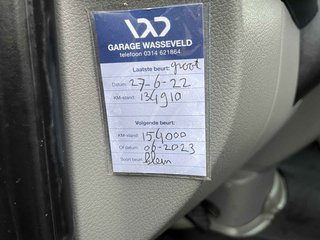 GARAGE WASSEVELD
telefoon 0314 621864
Laatste beurt: groot
Datum: 27-6-22
KM-stand: 134910
Volgende beurt:
KM-stand: 154000
Of datum: 06-2023
Soort beurt: klein